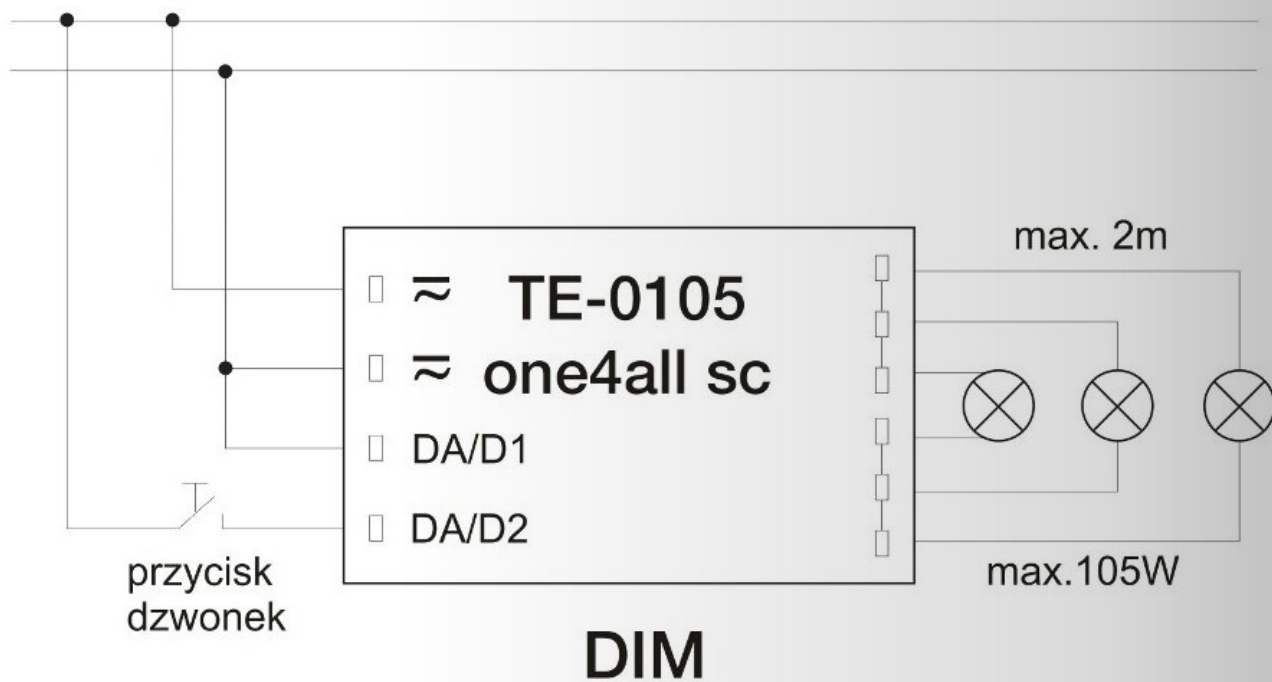 max. 2m
TE-0105
one4all sc
DA/D1
DA/D2
przycisk
dzwonek
max.105W
DIM